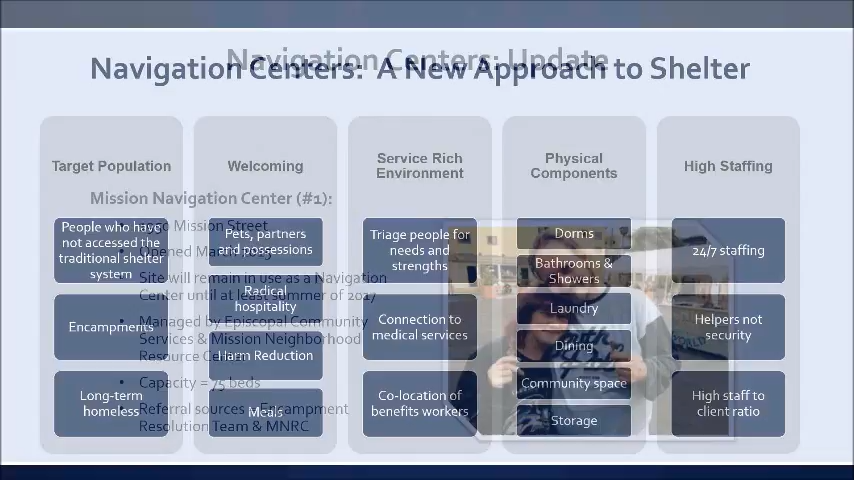 Navigation Centers: Update
Navigation Centers: A New Approach to Shelter
Target Population
People who have
not accessed the
traditional shelter
system
Encampments
Long-term
homeless
Welcoming
Pets, partners
and possessions
Radical
hospitality
Harm Reduction
Meals
Service Rich
Environment
Triage people for
needs and
strengths
Connection to
medical services
Co-location of
benefits workers
Physical
Components
Dorms
Bathrooms &
Showers
Laundry
Dining
Community space
Storage
High Staffing
24/7 staffing
Helpers not
security
High staff to
client ratio
Mission Navigation Center (#1):
Mission Street
• Opened
• Site will remain in use as a Navigation
Center until at least summer of 2017
• Managed by Episcopal Community
Services & Mission Neighborhood
Resource Center
• Capacity = 75 beds
• Referral sources = Encampment
Resolution Team & MNRC